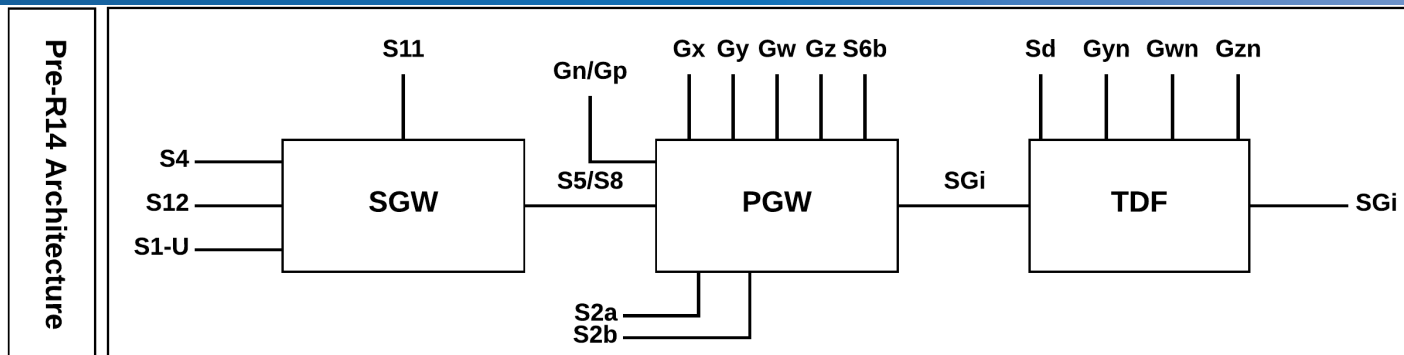 Pre-R14 Architecture
S11
Gn/Gp
Gx Gy Gw Gz S6b
Sd Gyn Gwn Gzn
S4
S12
S1-U
SGW
S5/S8
PGW
SGi
TDF
SGi
S2a
S2b